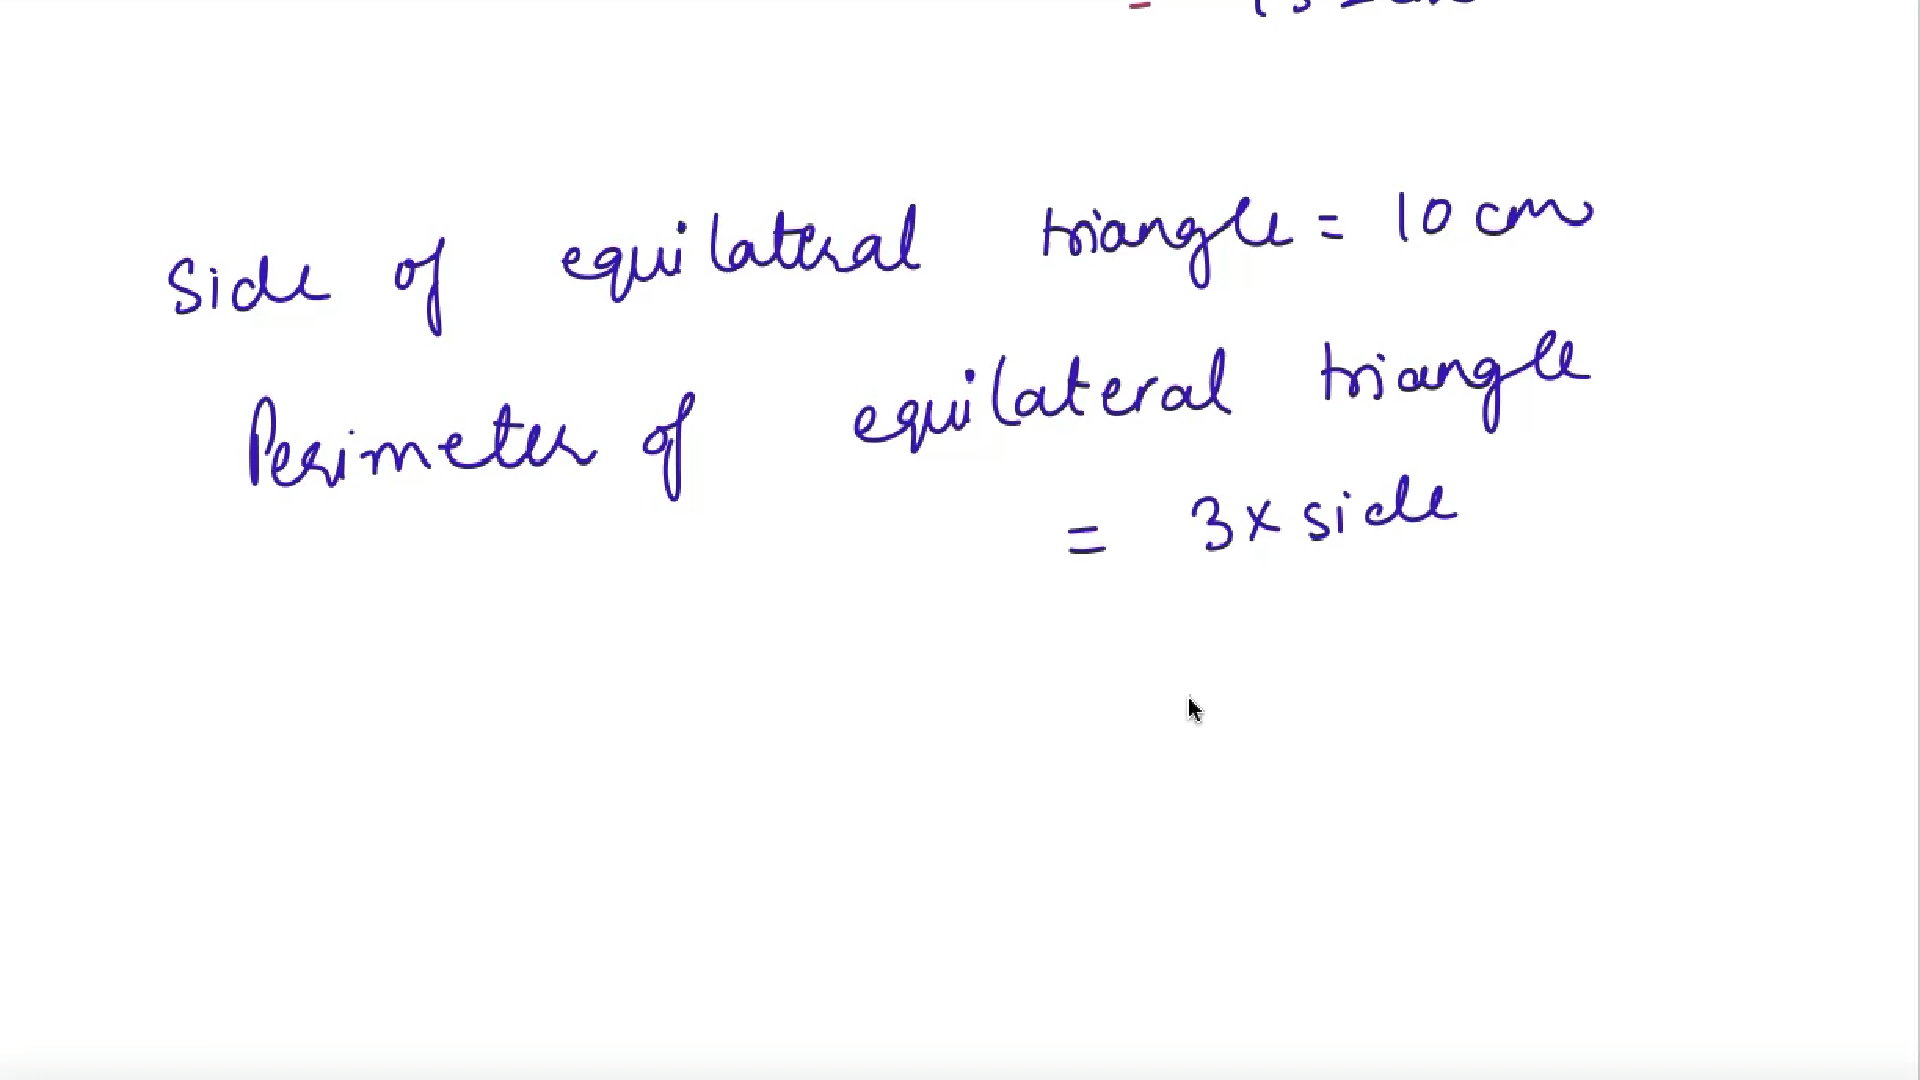 Side of equilateral triangle = 10 cm
Perimeter of equilateral triangle
= 3 x side